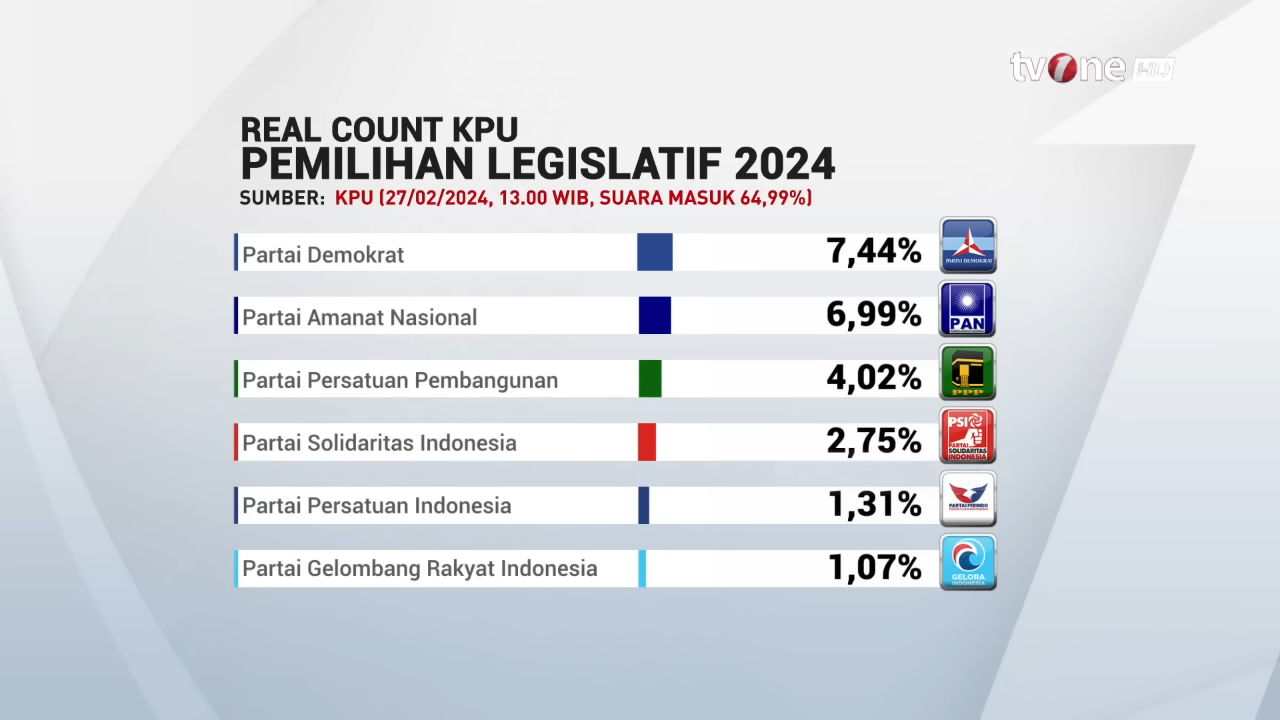 tvOne HD
REAL COUNT KPU
PEMILIHAN LEGISLATIF 2024
SUMBER: KPU (27/02/2024, 13.00 WIB, SUARA MASUK 64,99%)
Partai Demokrat 7,44% PARTAI DEMOKRAT
Partai Amanat Nasional 6,99% PAN
Partai Persatuan Pembangunan 4,02% PPP
Partai Solidaritas Indonesia 2,75% PSI PARTAI SOLIDARITAS INDONESIA
Partai Persatuan Indonesia 1,31% PARTAI PERINDO
Partai Gelombang Rakyat Indonesia 1,07% GELORA INDONESIA